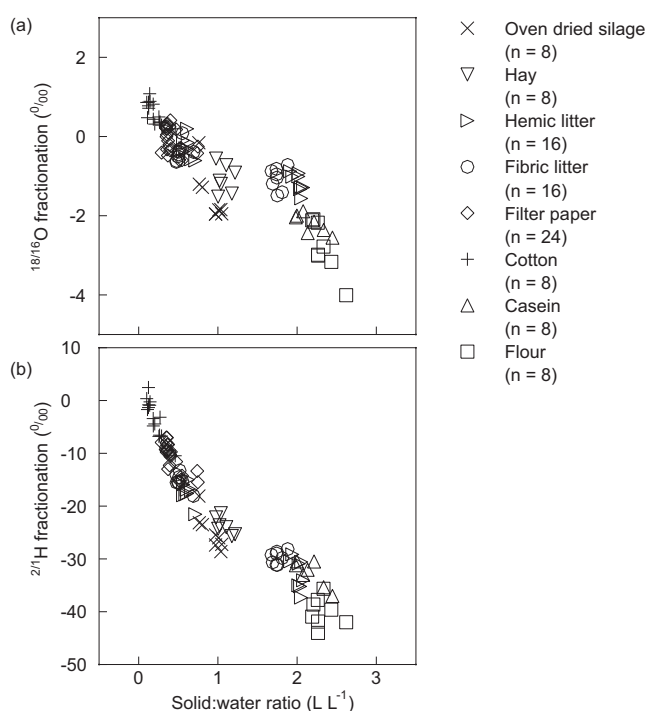 (a)
2
0
-2
-4
18/16O fractionation (0/00)
(b)
10
0
-10
-20
-30
-40
-50
2/1H fractionation (0/00)
0 1 2 3
Solid:water ratio (L L-1)
Oven dried silage
(n = 8)
Hay
(n = 8)
Hemic litter
(n = 16)
Fibric litter
(n = 16)
Filter paper
(n = 24)
Cotton
(n = 8)
Casein
(n = 8)
Flour
(n = 8)